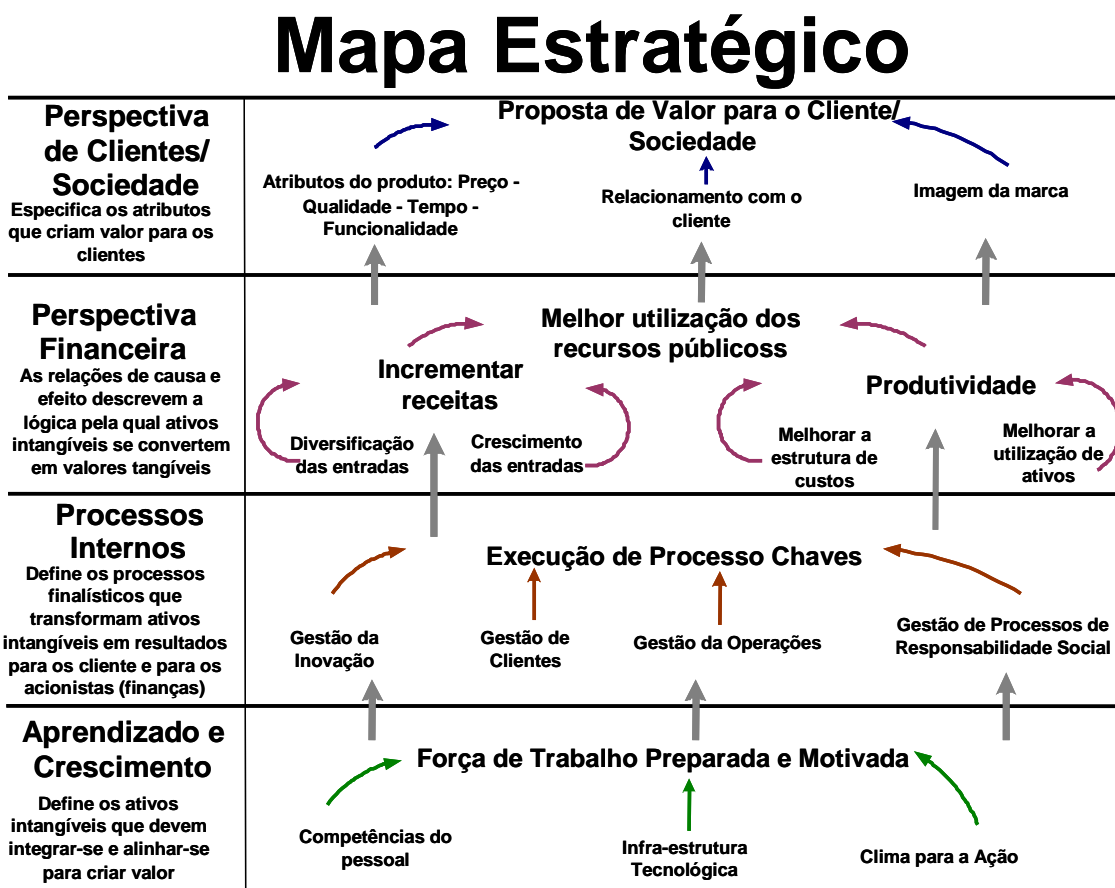 Mapa Estratégico
Perspectiva
de Clientes/
Sociedade
Especifica os atributos
que criam valor para os
clientes
Proposta de Valor para o Cliente/
Sociedade
Atributos do produto: Preço -
Qualidade - Tempo -
Funcionalidade
Relacionamento com o
cliente
Imagem da marca
Perspectiva
Financeira
As relações de causa e
efeito descrevem a
lógica pela qual ativos
intangíveis se convertem
em valores tangíveis
Melhor utilização dos
recursos públicoss
Incrementar
receitas
Produtividade
Diversificação
das entradas
Crescimento
das entradas
Melhorar a
estrutura de
custos
Melhorar a
utilização de
ativos
Processos
Internos
Define os processos
finalísticos que
transformam ativos
intangíveis em resultados
para os cliente e para os
acionistas (finanças)
Execução de Processo Chaves
Gestão da
Inovação
Gestão de
Clientes
Gestão da Operações
Gestão de Processos de
Responsabilidade Social
Aprendizado e
Crescimento
Define os ativos
intangíveis que devem
integrar-se e alinhar-se
para criar valor
Força de Trabalho Preparada e Motivada
Competências do
pessoal
Infra-estrutura
Tecnológica
Clima para a Ação